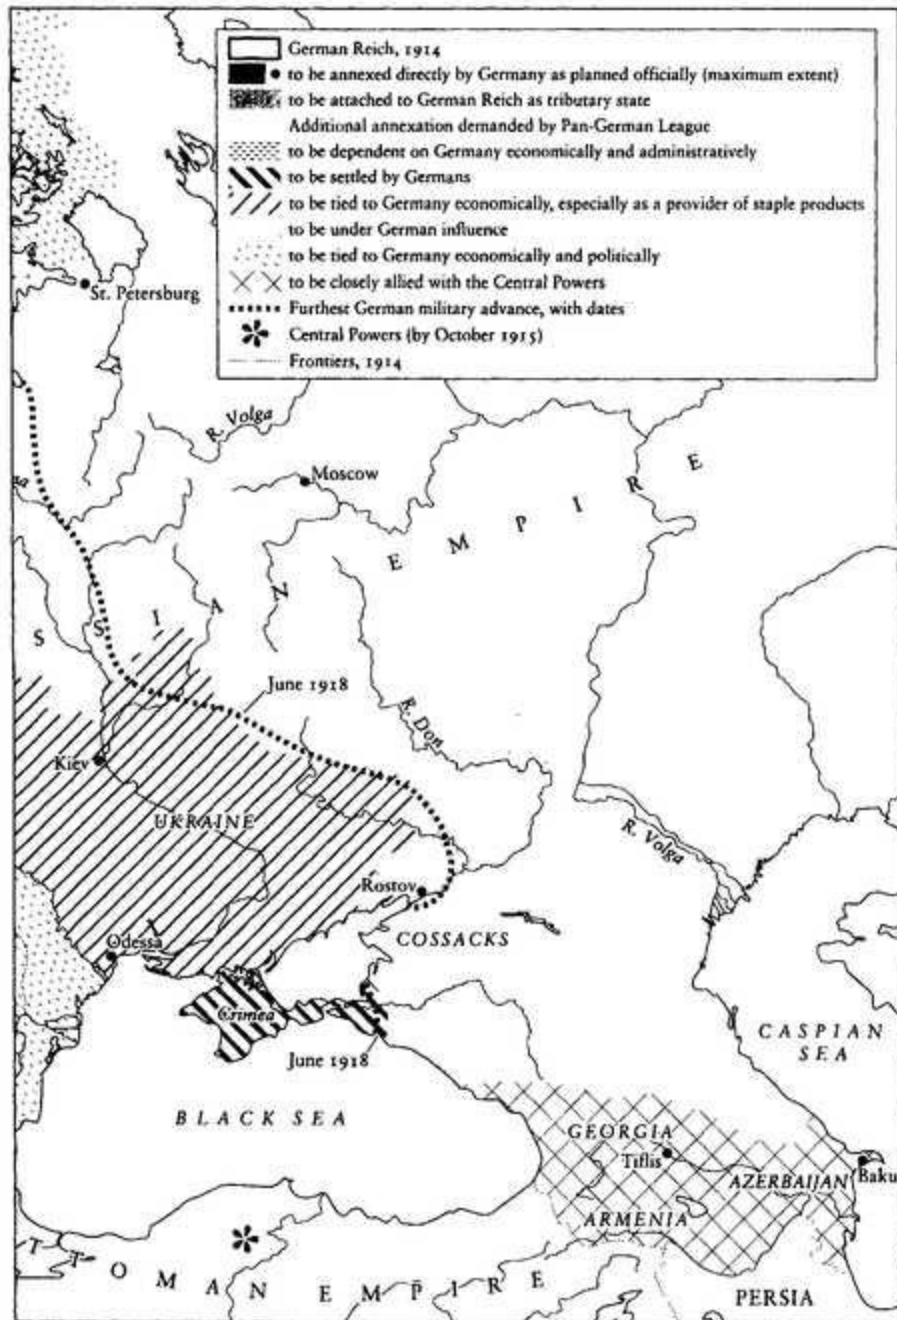 German Reich, 1914
to be annexed directly by Germany as planned officially (maximum extent)
to be attached to German Reich as tributary state
Additional annexation demanded by Pan-German League
to be dependent on Germany economically and administratively
to be settled by Germans
to be tied to Germany economically, especially as a provider of staple products
to be under German influence
to be tied to Germany economically and politically
to be closely allied with the Central Powers
Furthest German military advance, with dates
Central Powers (by October 1915)
Frontiers, 1914
St. Petersburg
R. Volga
Moscow
S S I A N E M P I R E
June 1918
R. Don
Kiev
UKRAINE
R. Volga
Rostov
COSSACKS
Odessa
Crimea
CASPIAN
SEA
June 1918
BLACK SEA
GEORGIA
Tiflis
AZERBAIJAN
Baku
ARMENIA
T T O M A N E M P I R E
PERSIA